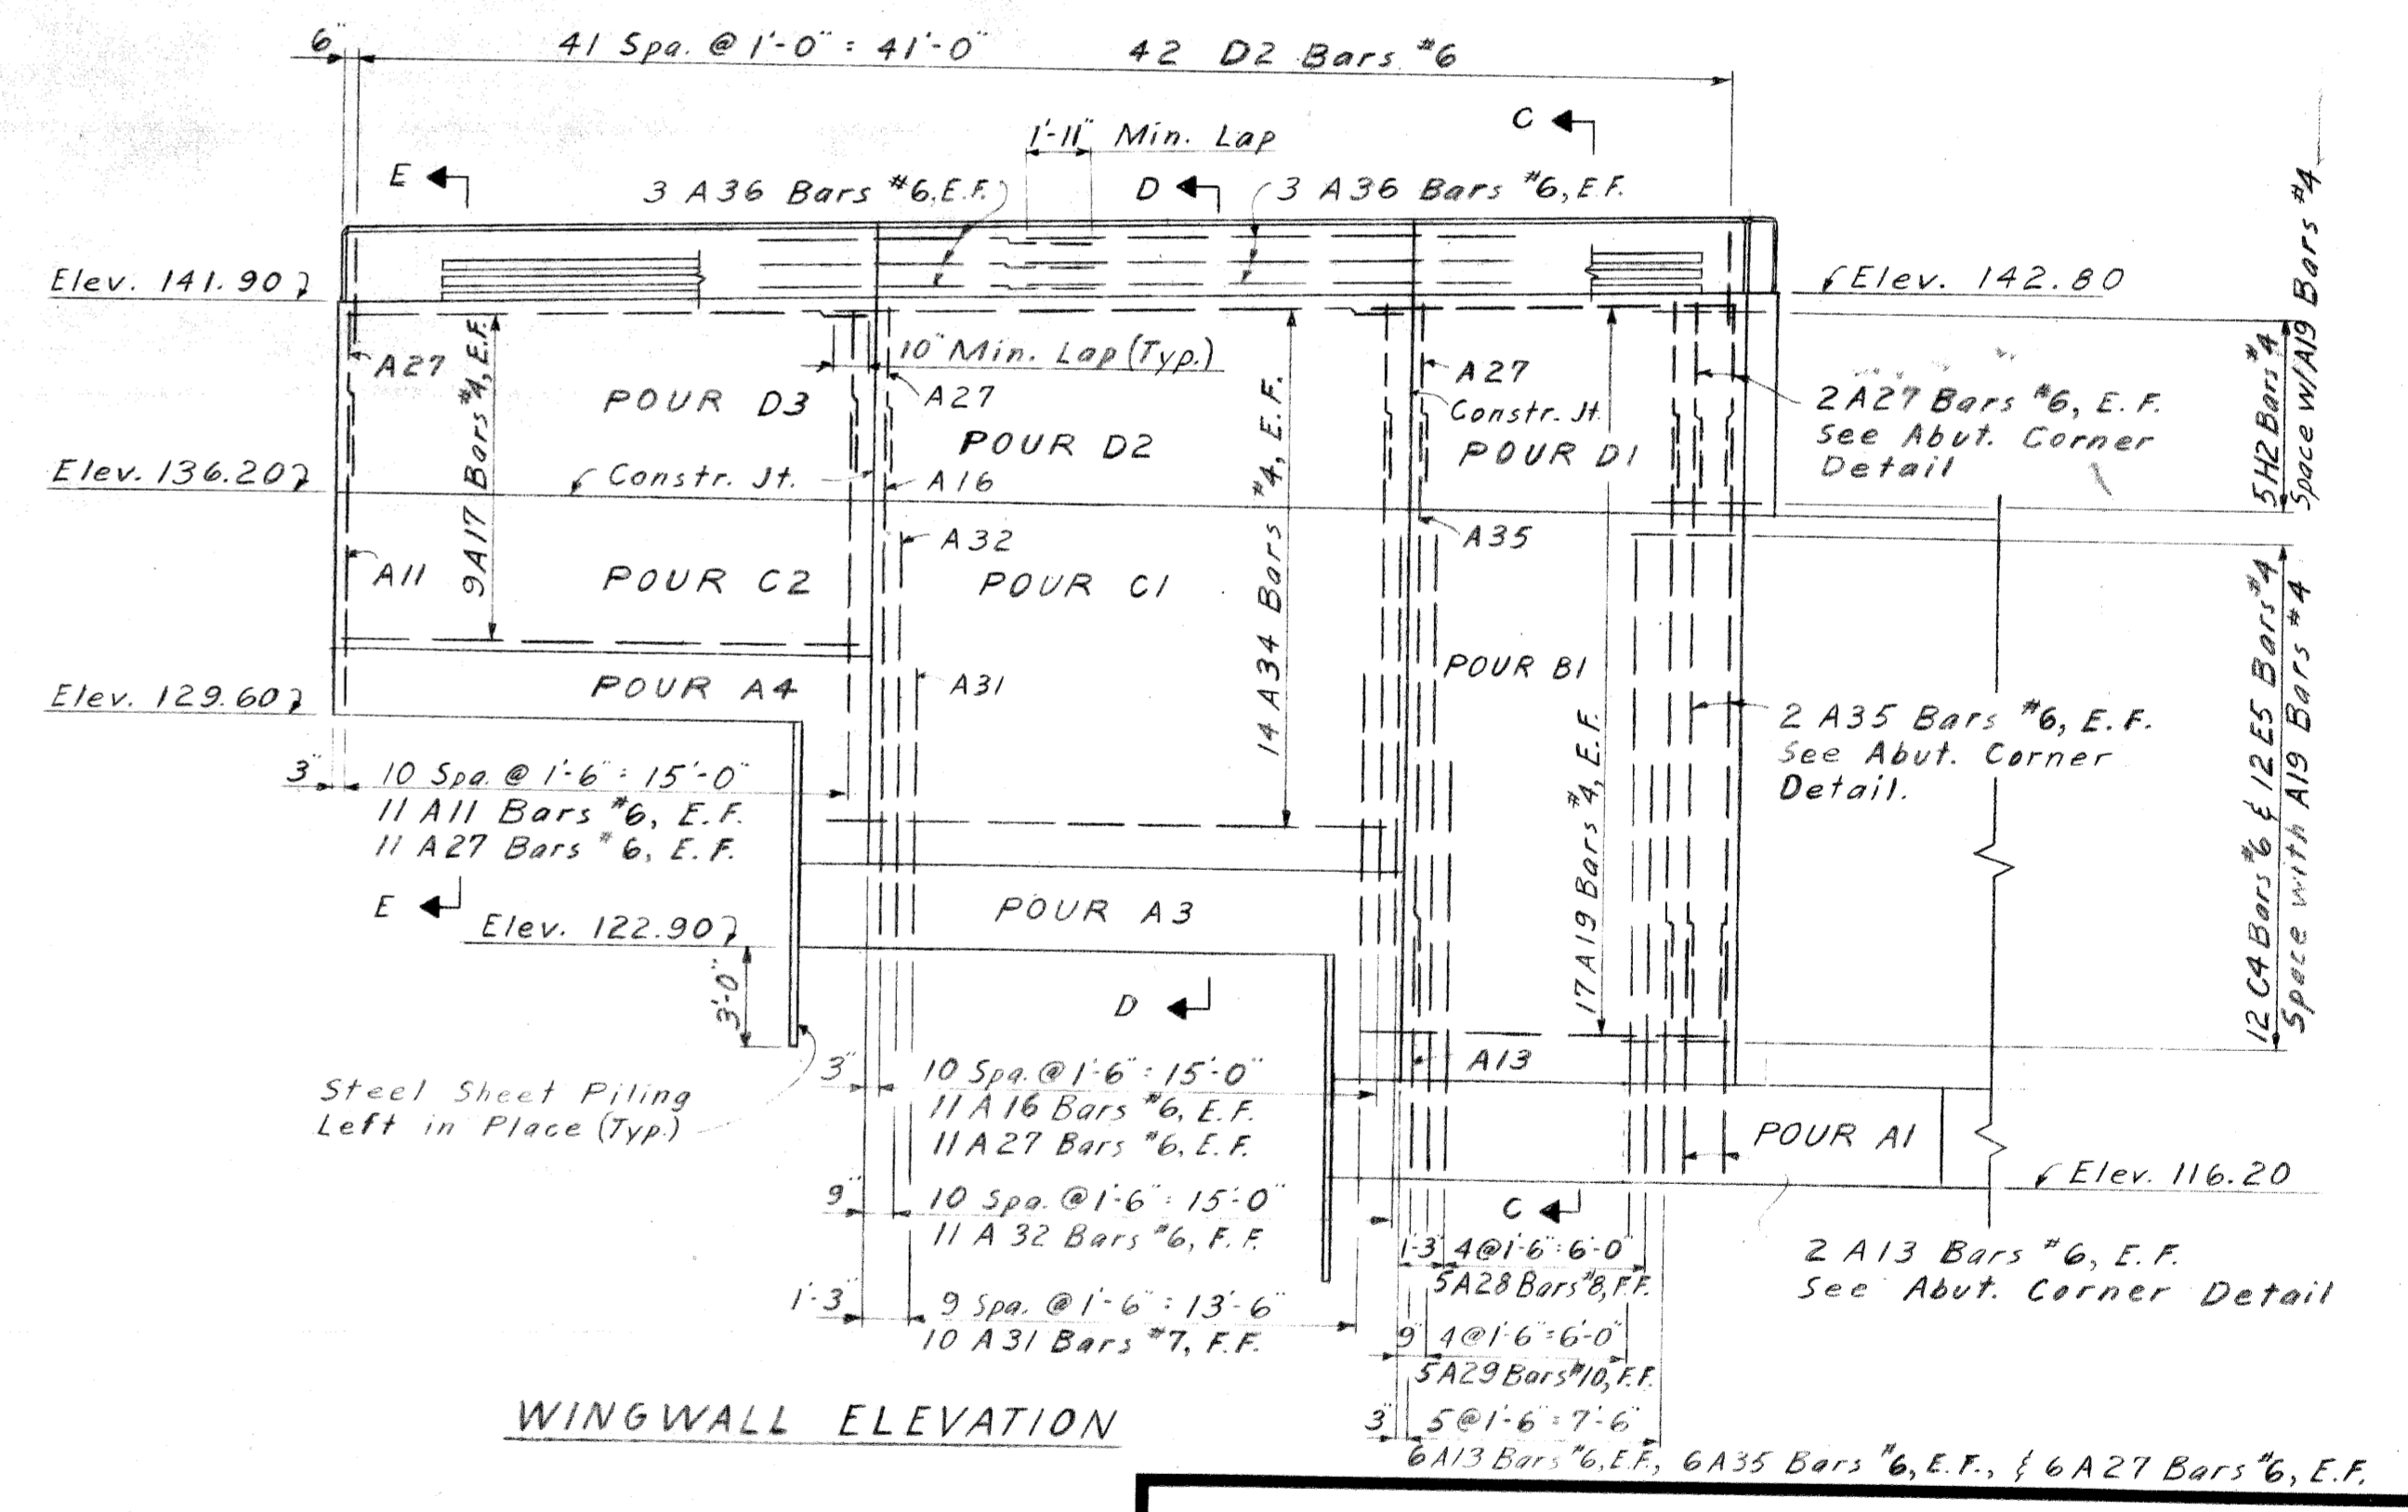 6"
41 Spa. @ 1'-0" = 41'-0"
42 D2 Bars #6
1'-11" Min. Lap
C
E
3 A36 Bars #6, E.F.
D
3 A36 Bars #6, E.F.
Elev. 141.90
Elev. 142.80
A27
9 A17 Bars #4, E.F.
10" Min. Lap (Typ.)
A27
POUR D3
POUR D2
14 A34 Bars #4, E.F.
A27
Constr. Jt.
POUR D1
2 A27 Bars #6, E.F.
See Abut. Corner
Detail
5 H2 Bars #4
Space w/A19 Bars #4
Elev. 136.20
Constr. Jt.
A16
A32
A35
A11
POUR C2
POUR C1
POUR B1
12 C4 Bars #6 & 12 E5 Bars #4
Space with A19 Bars #4
Elev. 129.60
POUR A4
A31
17 A19 Bars #4, E.F.
2 A35 Bars #6, E.F.
See Abut. Corner
Detail.
3"
10 Spa. @ 1'-6" = 15'-0"
11 A11 Bars #6, E.F.
11 A27 Bars #6, E.F.
E
Elev. 122.90
POUR A3
3'-0"
D
A13
Steel Sheet Piling
Left in Place (Typ.)
3"
10 Spa. @ 1'-6" = 15'-0"
11 A16 Bars #6, E.F.
11 A27 Bars #6, E.F.
POUR A1
Elev. 116.20
9"
10 Spa. @ 1'-6" = 15'-0"
11 A32 Bars #6, F.F.
C
1'-3"
4@1'-6"=6'-0"
5 A28 Bars #8, F.F.
2 A13 Bars #6, E.F.
See Abut. Corner Detail
1'-3"
9 Spa. @ 1'-6" = 13'-6"
10 A31 Bars #7, F.F.
9"
4@1'-6"=6'-0"
5 A29 Bars #10, F.F.
WINGWALL ELEVATION
3"
5@1'-6"=7'-6"
6 A13 Bars #6, E.F., 6 A35 Bars #6, E.F., & 6 A27 Bars #6, E.F.